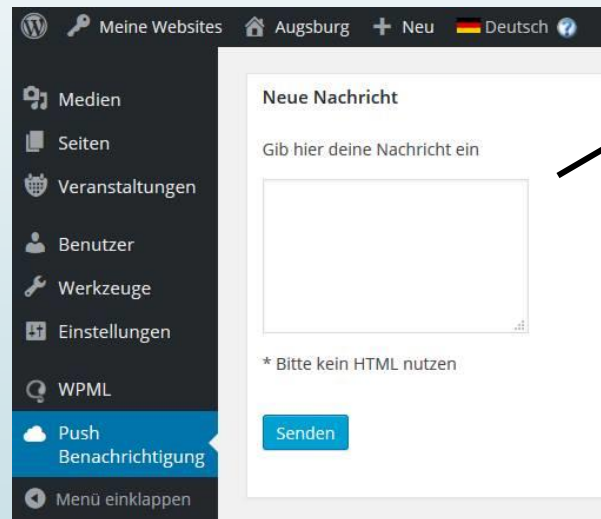 Meine Websites Augsburg + Neu Deutsch ?
Medien
Seiten
Veranstaltungen
Benutzer
Werkzeuge
Einstellungen
WPML
Push
Benachrichtigung
Menü einklappen
Neue Nachricht
Gib hier deine Nachricht ein
* Bitte kein HTML nutzen
Senden